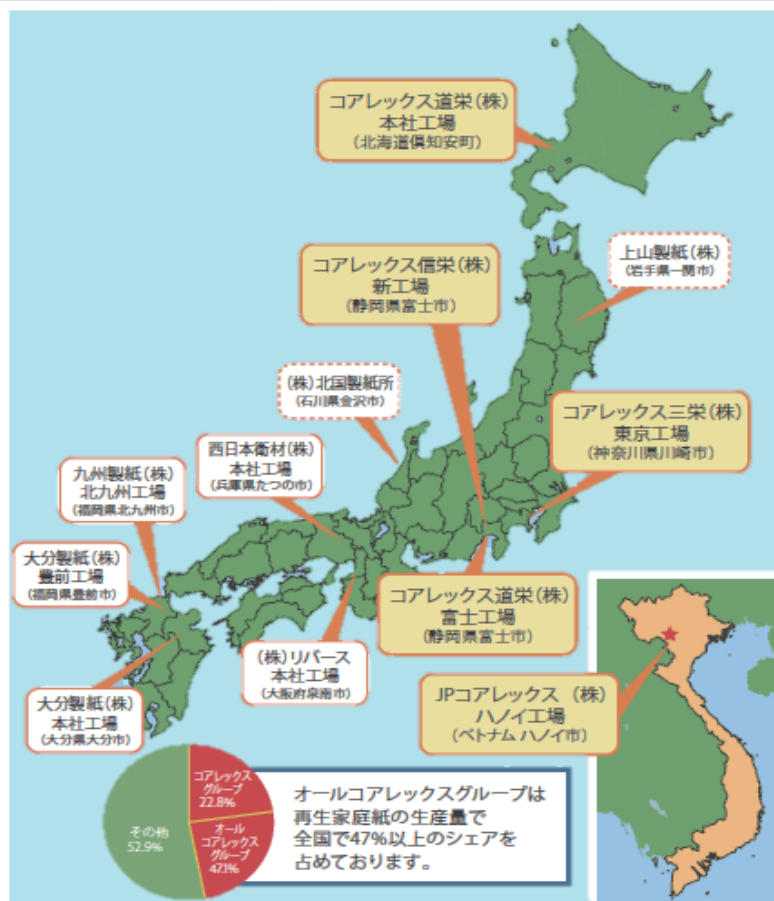 コアレックス道栄(株)
本社工場
(北海道倶知安町)
上山製紙(株)
(岩手県一関市)
コアレックス信栄(株)
新工場
(静岡県富士市)
(株)北国製紙所
(石川県金沢市)
コアレックス三栄(株)
東京工場
(神奈川県川崎市)
西日本衛材(株)
本社工場
(兵庫県たつの市)
九州製紙(株)
北九州工場
(福岡県北九州市)
大分製紙(株)
豊前工場
(福岡県豊前市)
コアレックス道栄(株)
富士工場
(静岡県富士市)
(株)リバース
本社工場
(大阪府泉南市)
大分製紙(株)
本社工場
(大分県大分市)
JPコアレックス (株)
ハノイ工場
(ベトナム ハノイ市)
コアレックス
グループ
22.8%
その他
52.9%
オール
コアレックス
グループ
47.1%
オールコアレックスグループは
再生家庭紙の生産量で
全国で47%以上のシェアを
占めております。